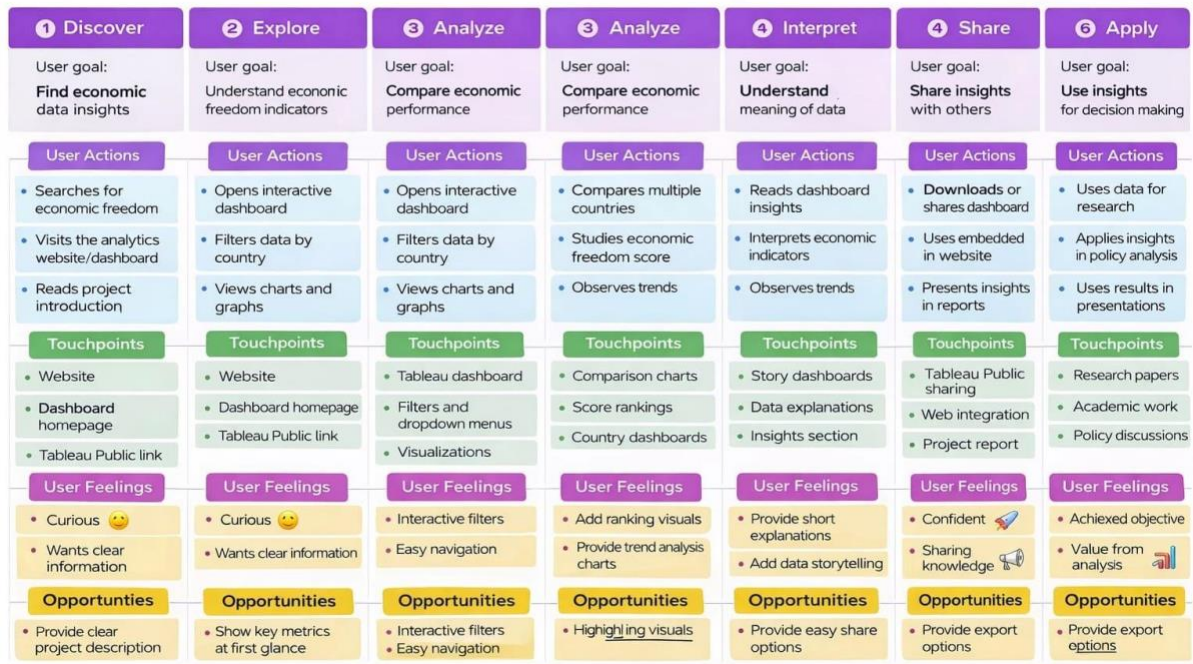 1 Discover
User goal:
Find economic
data insights
User Actions
• Searches for
economic freedom
• Visits the analytics
website/dashboard
• Reads project
introduction
Touchpoints
• Website
• Dashboard
homepage
• Tableau Public link
User Feelings
• Curious
• Wants clear
information
Opportunties
• Provide clear
project description
2 Explore
User goal:
Understand economic
freedom indicators
User Actions
• Opens interactive
dashboard
• Filters data by
country
• Views charts and
graphs
Touchpoints
• Website
• Dashboard homepage
• Tableau Public link
User Feelings
• Curious
• Wants clear information
Opportunities
• Show key metrics
at first glance
3 Analyze
User goal:
Compare economic
performance
User Actions
• Opens interactive
dashboard
• Filters data by
country
• Views charts and
graphs
Touchpoints
• Tableau dashboard
• Filters and
dropdown menus
• Visualizations
User Feelings
• Interactive filters
• Easy navigation
Opportunities
• Interactive filters
• Easy navigation
3 Analyze
User goal:
Compare economic
performance
User Actions
• Compares multiple
countries
• Studies economic
freedom score
• Observes trends
Touchpoints
• Comparison charts
• Score rankings
• Country dashboards
User Feelings
• Add ranking visuals
• Provide trend analysis
charts
Opportunities
• visuals
4 Interpret
User goal:
Understand
meaning of data
User Actions
• Reads dashboard
insights
• Interprets economic
indicators
• Observes trends
Touchpoints
• Story dashboards
• Data explanations
• Insights section
User Feelings
• Provide short
explanations
• Add data storytelling
Opportunities
• Provide easy share
options
4 Share
User goal:
Share insights
with others
User Actions
• Downloads or
shares dashboard
• Uses embedded
in website
• Presents insights
in reports
Touchpoints
• Tableau Public
sharing
• Web integration
• Project report
User Feelings
• Confident
• Sharing
knowledge
Opportunities
• Provide export
options
6 Apply
User goal:
Use insights
for decision making
User Actions
• Uses data for
research
• Applies insights
in policy analysis
• Uses results in
presentations
Touchpoints
• Research papers
• Academic work
• Policy discussions
User Feelings
• Achiexed objective
• Value from
analysis
Opportunities
• Provide export
eptions